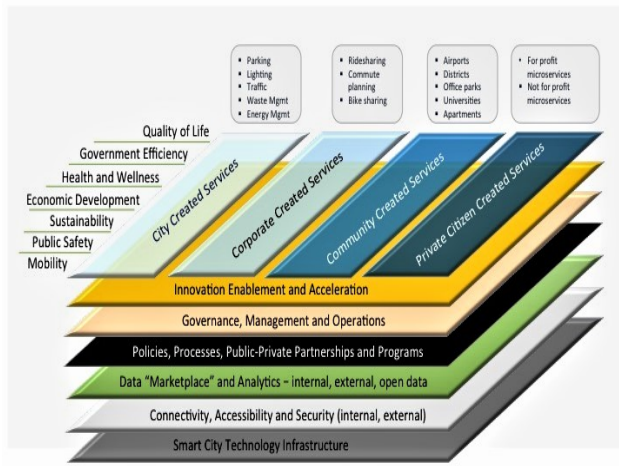 ▪ Parking
▪ Lighting
▪ Traffic
▪ Waste Mgmt
▪ Energy Mgmt
▪ Ridesharing
▪ Commute
planning
▪ Bike sharing
▪ Airports
▪ Districts
▪ Office parks
▪ Universities
▪ Apartments
• For profit
microservices
▪ Not for profit
microservices
Quality of Life
Government Efficiency
Health and Wellness
Economic Development
Sustainability
Public Safety
Mobility
City Created Services
Corporate Created Services
Community Created Services
Private Citizen Created Services
Innovation Enablement and Acceleration
Governance, Management and Operations
Policies, Processes, Public-Private Partnerships and Programs
Data “Marketplace” and Analytics – internal, external, open data
Connectivity, Accessibility and Security (internal, external)
Smart City Technology Infrastructure